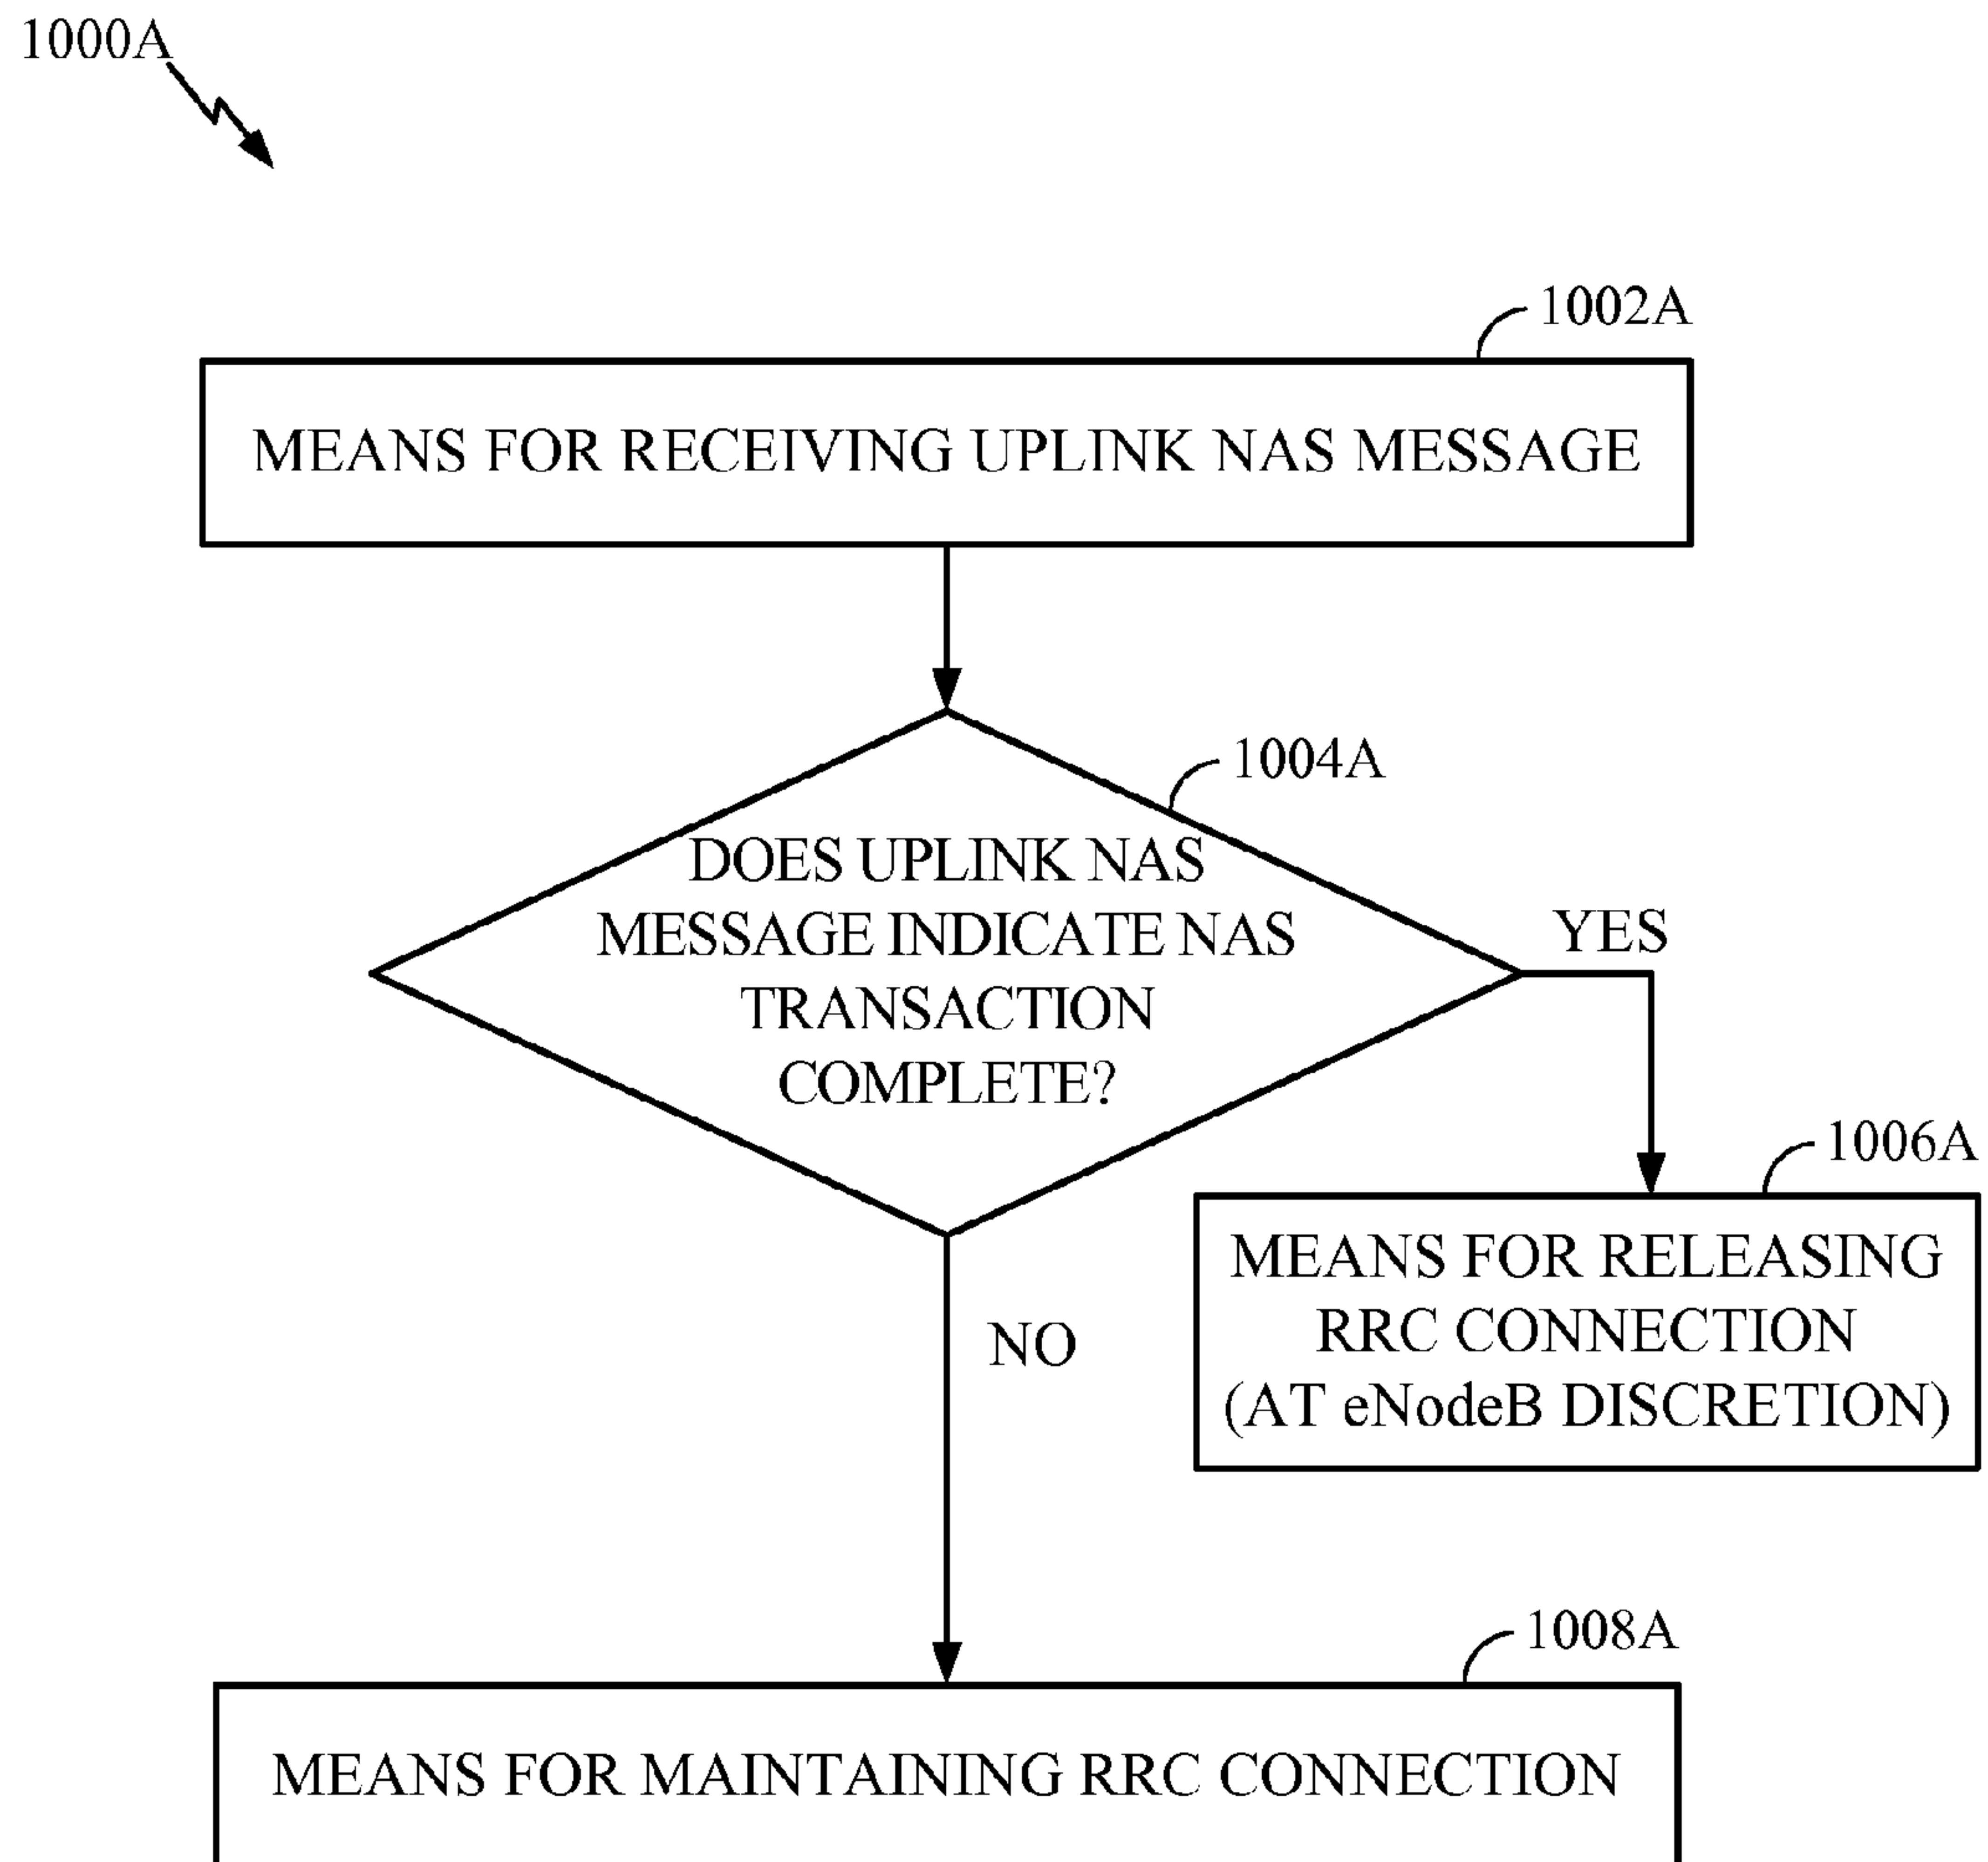 1000A
1002A
MEANS FOR RECEIVING UPLINK NAS MESSAGE
1004A
DOES UPLINK NAS
MESSAGE INDICATE NAS
TRANSACTION
COMPLETE?
YES
1006A
MEANS FOR RELEASING
RRC CONNECTION
(AT eNodeB DISCRETION)
NO
1008A
MEANS FOR MAINTAINING RRC CONNECTION